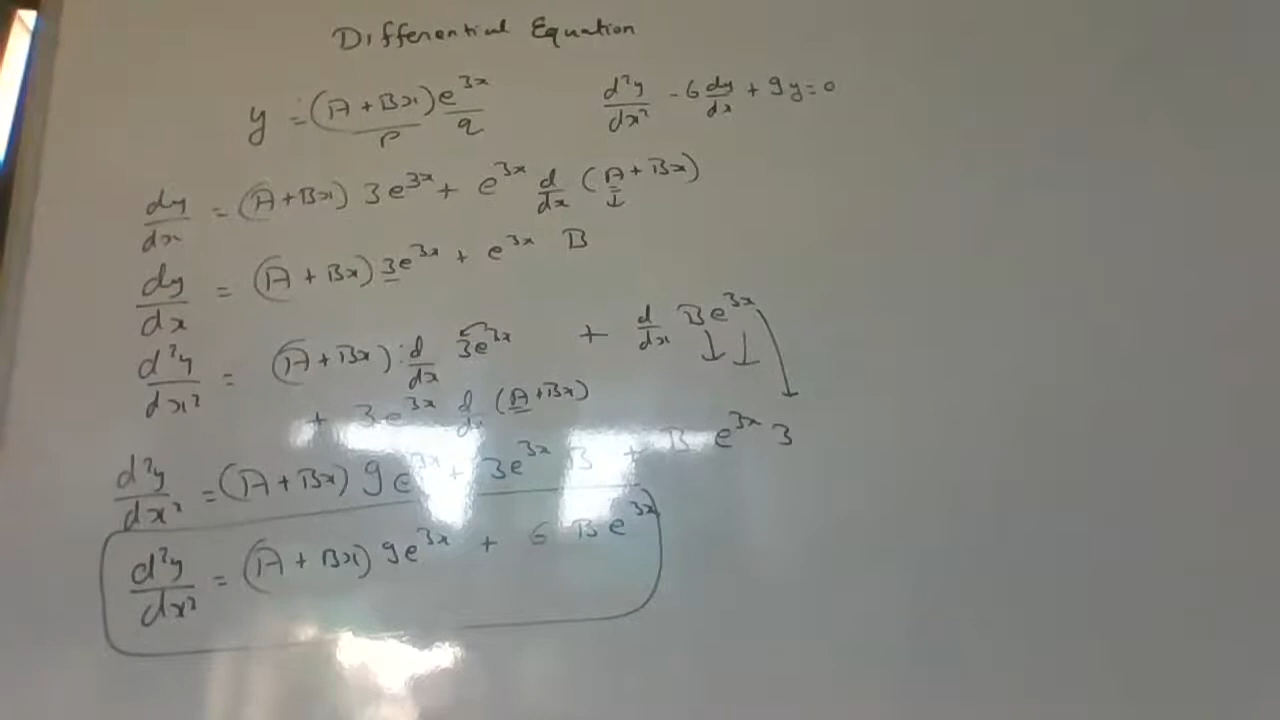 Differential Equation
y = (A + Bx) e^{3x}    d²y/dx² - 6 dy/dx + 9y = 0
P    q
dy/dx = (A + Bx) 3e^{3x} + e^{3x} d/dx (A + Bx)
dy/dx = (A + Bx) 3e^{3x} + e^{3x} B
d²y/dx² = (A + Bx) . d/dx 3e^{3x} + d/dx Be^{3x}
+ 3e^{3x} d/dx (A + Bx)
d²y/dx² = (A + Bx) 9e^{3x} + 3e^{3x} B + B e^{3x} 3
d²y/dx² = (A + Bx) 9e^{3x} + 6 B e^{3x}